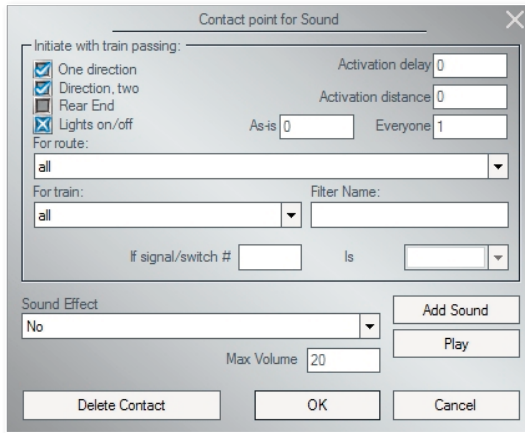 Contact point for Sound
Initiate with train passing:
One direction
Activation delay 0
Direction, two
Activation distance 0
Rear End
Lights on/off
As-is 0
Everyone 1
For route:
all
For train:
Filter Name:
all
If signal/switch #
Is
Sound Effect
Add Sound
No
Play
Max Volume 20
Delete Contact
OK
Cancel